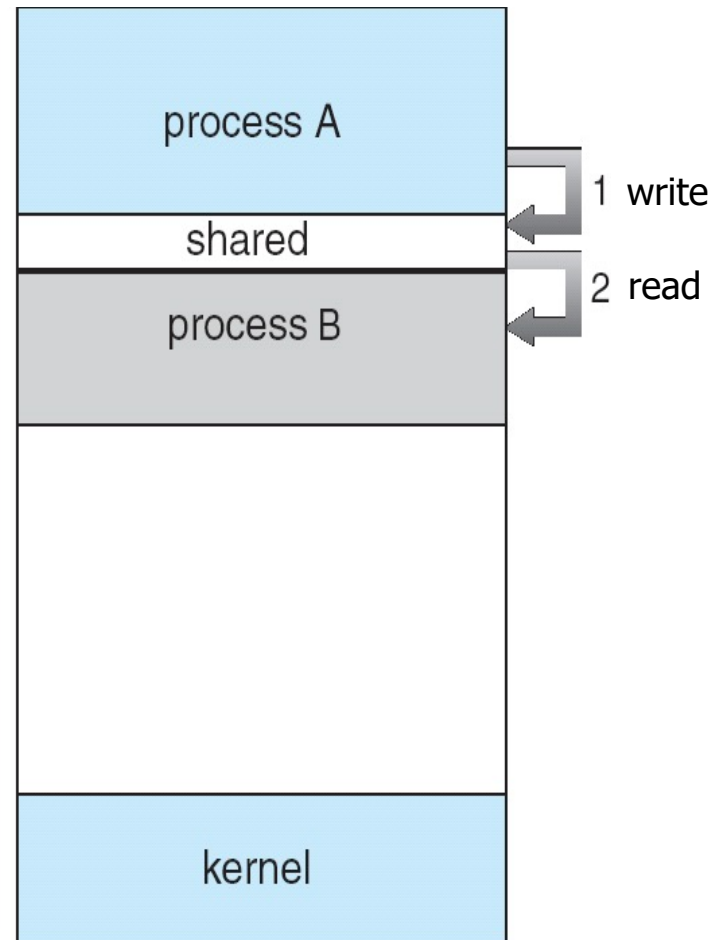 process A
1 write
shared
2 read
process B
kernel